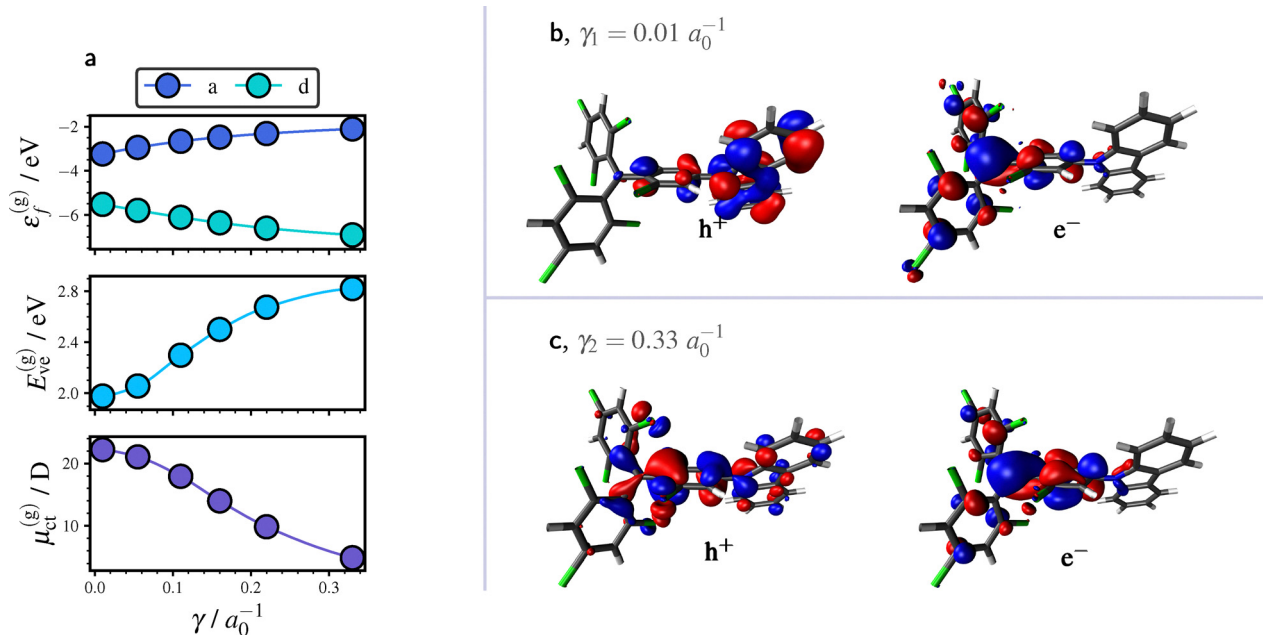 a
a d
ε_f^(g) / eV
−2
−4
−6
E_ve^(g) / eV
2.8
2.4
2.0
μ_ct^(g) / D
20
10
0.0 0.1 0.2 0.3
γ / a_0^−1
b, γ_1 = 0.01 a_0^−1
h^+ e^−
c, γ_2 = 0.33 a_0^−1
h^+ e^−